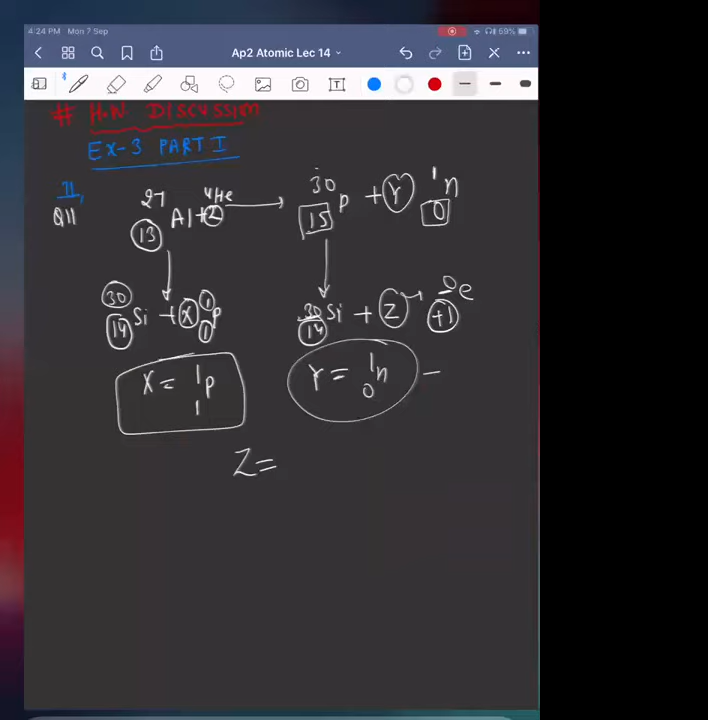 4:24 PM Mon 7 Sep
59%
Ap2 Atomic Lec 14
T
# H.W DISCUSSION
EX-3 PART I
11,
Q11
27 13 Al + 4 He 2 → 30 15 P + Y 1 n 0
30 14 Si + X 1 1 p
30 14 Si + Z → 0 e +1
X = 1 1 p
Y = 1 0 n -
Z =